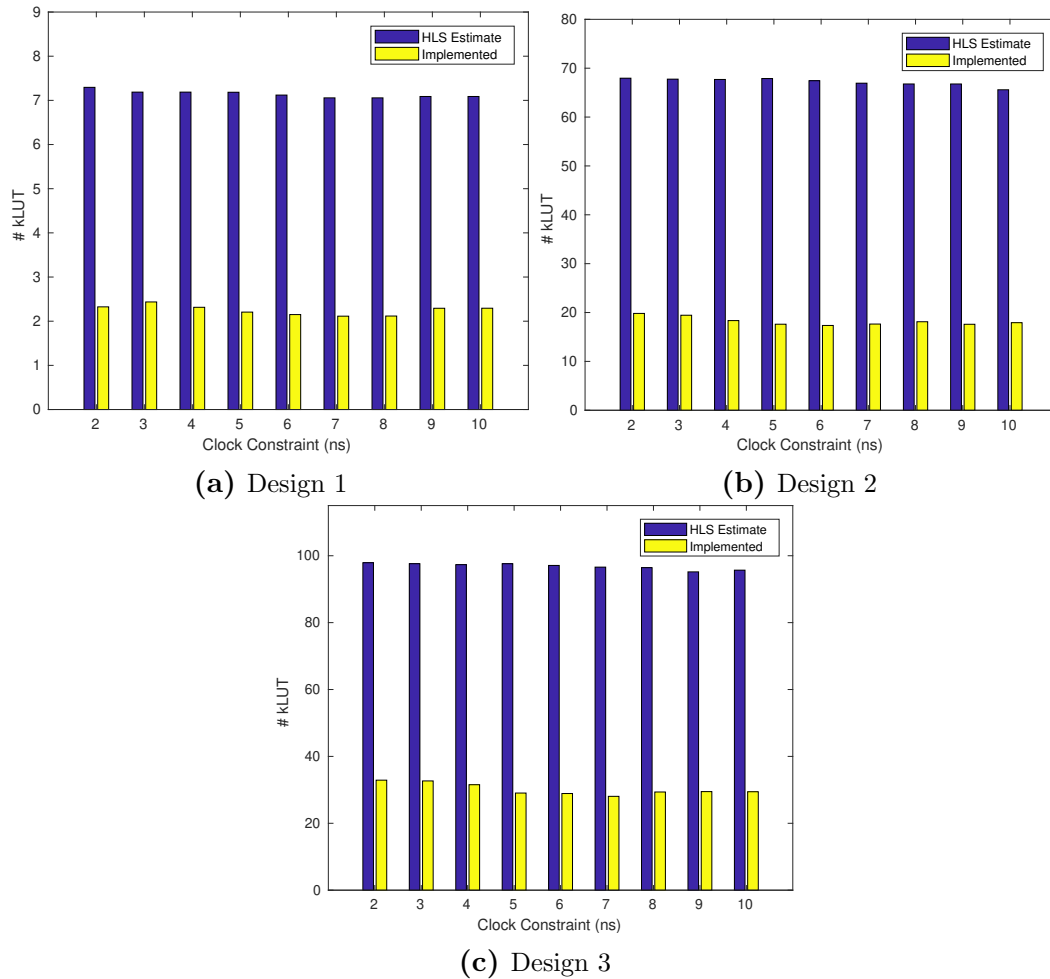 9
8
7
6
5
4
3
2
1
0
# kLUT
HLS Estimate
Implemented
2 3 4 5 6 7 8 9 10
Clock Constraint (ns)
(a) Design 1
80
70
60
50
40
30
20
10
0
# kLUT
HLS Estimate
Implemented
2 3 4 5 6 7 8 9 10
Clock Constraint (ns)
(b) Design 2
100
80
60
40
20
0
# kLUT
HLS Estimate
Implemented
2 3 4 5 6 7 8 9 10
Clock Constraint (ns)
(c) Design 3